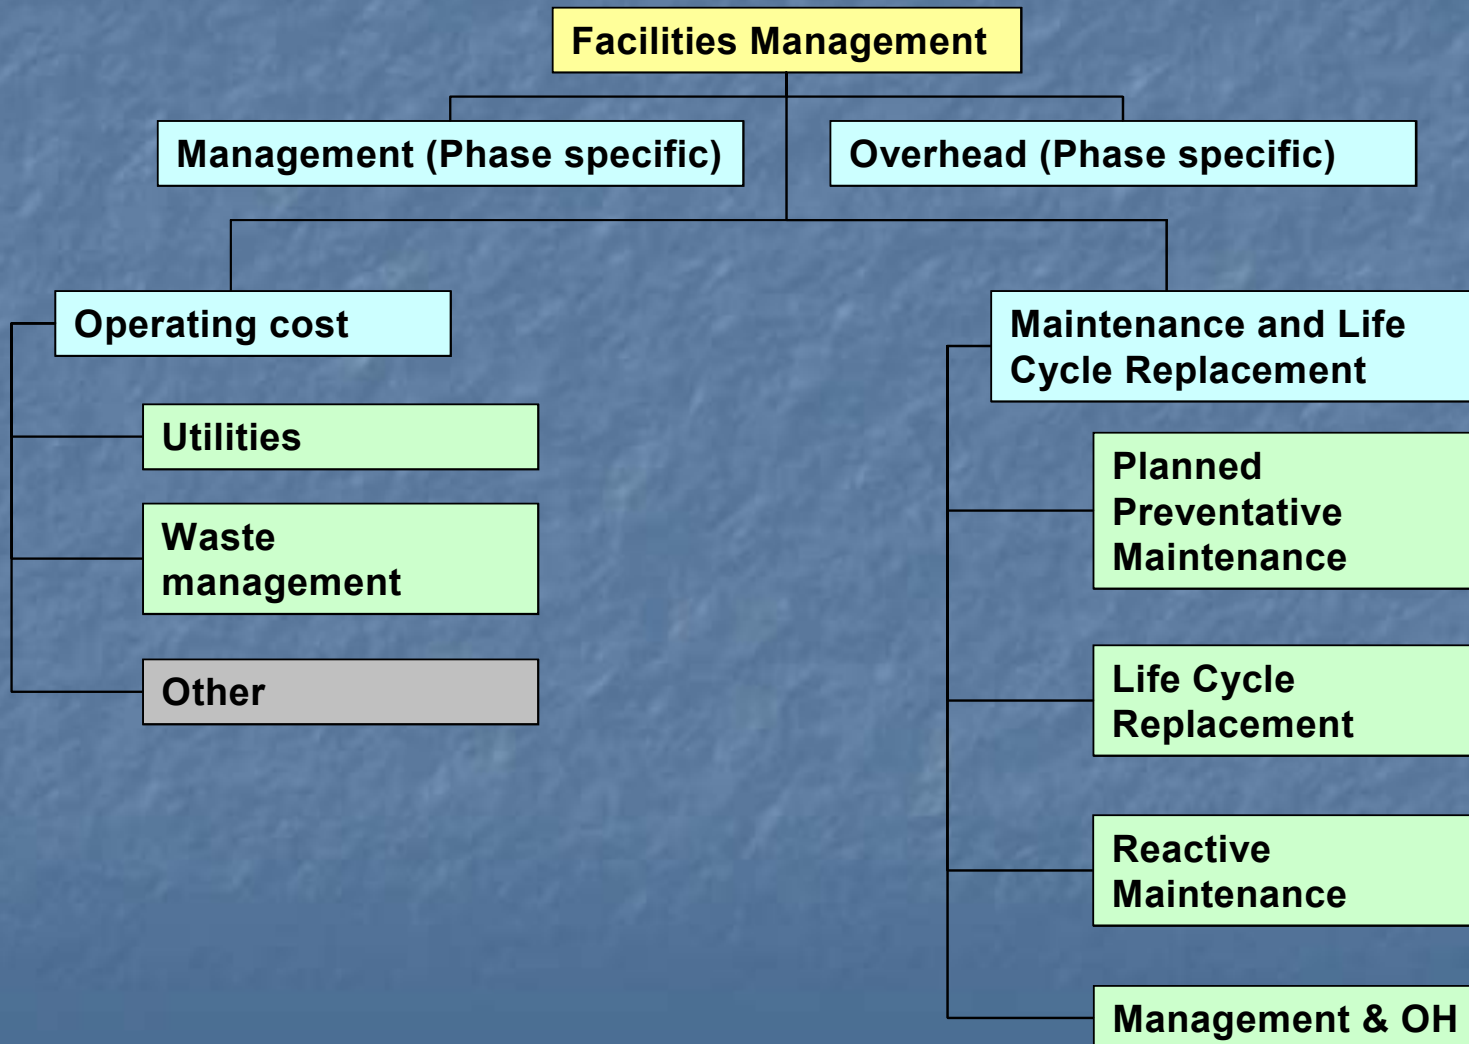 Facilities Management
Management (Phase specific)
Overhead (Phase specific)
Operating cost
Utilities
Waste
management
Other
Maintenance and Life
Cycle Replacement
Planned
Preventative
Maintenance
Life Cycle
Replacement
Reactive
Maintenance
Management & OH